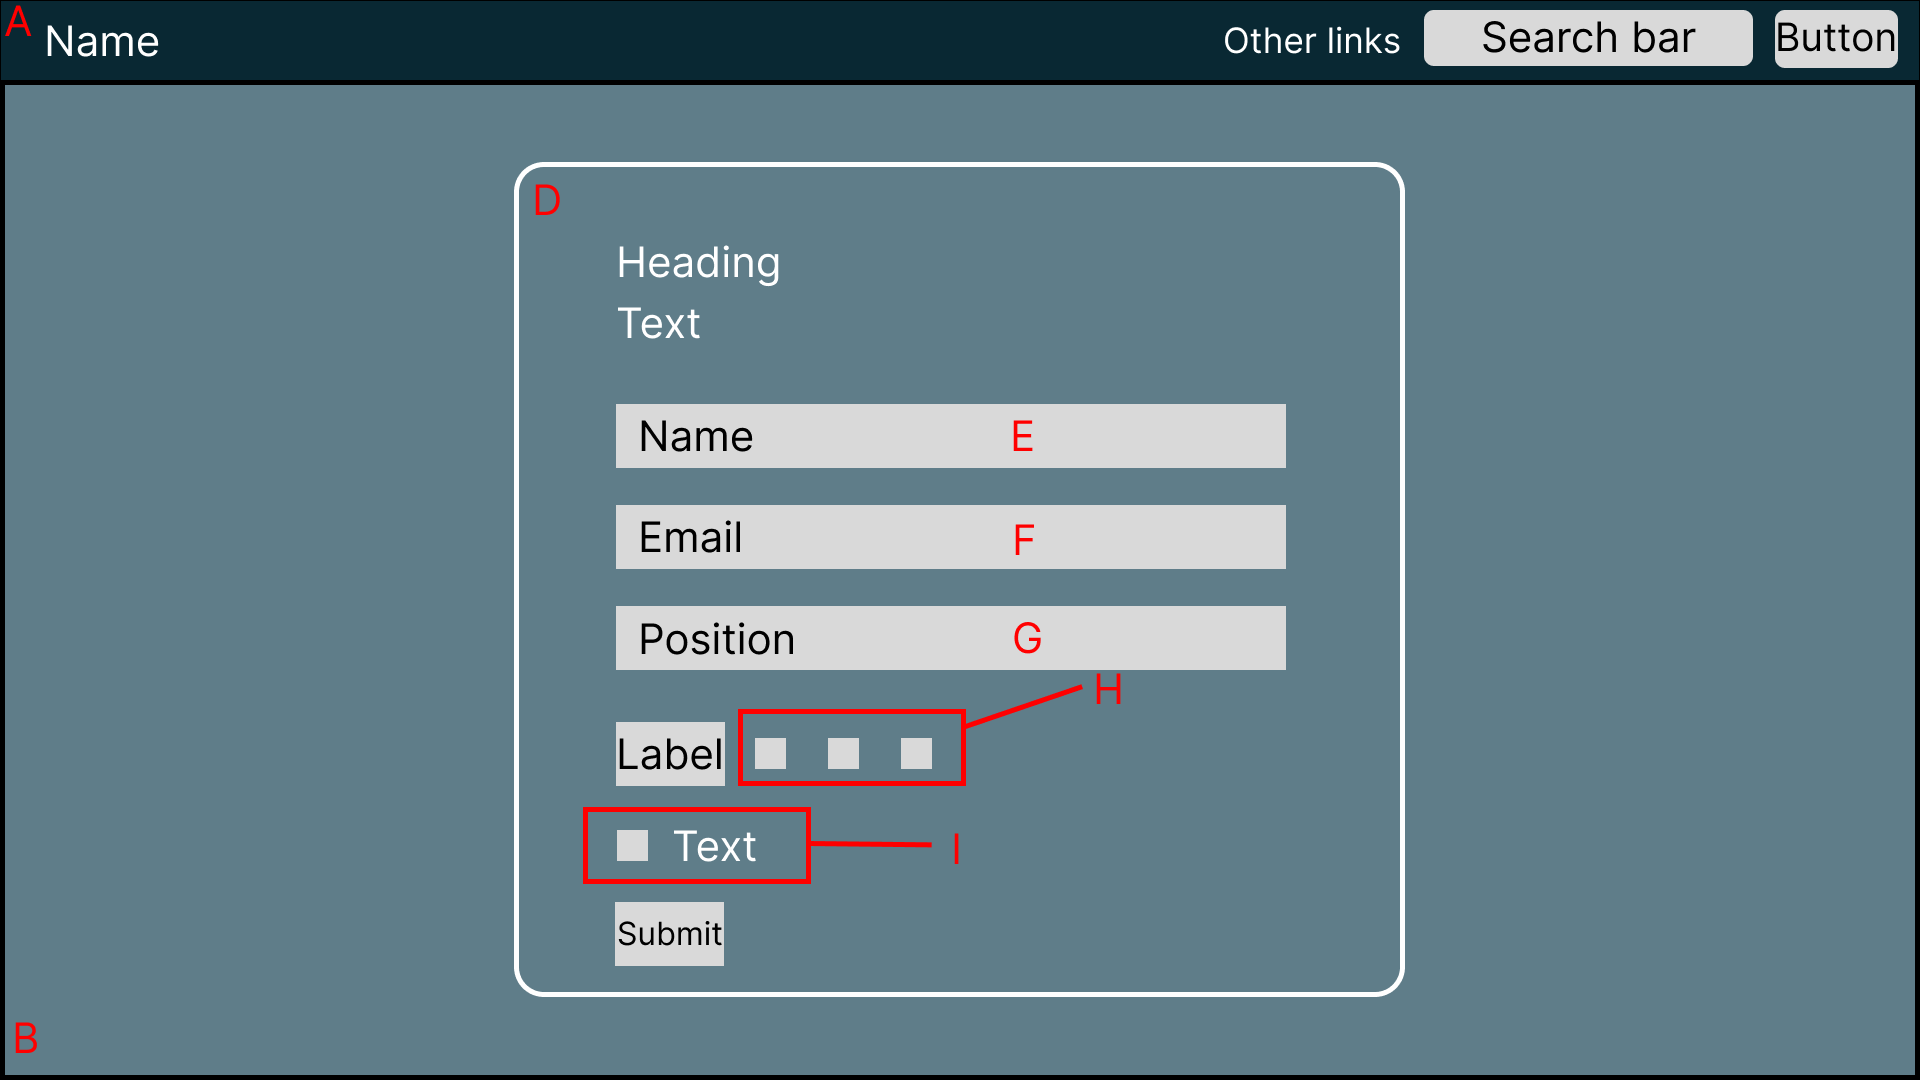 A
Name
Other links
Search bar
Button
D
Heading
Text
Name E
Email F
Position G
H
Label
Text I
Submit
B